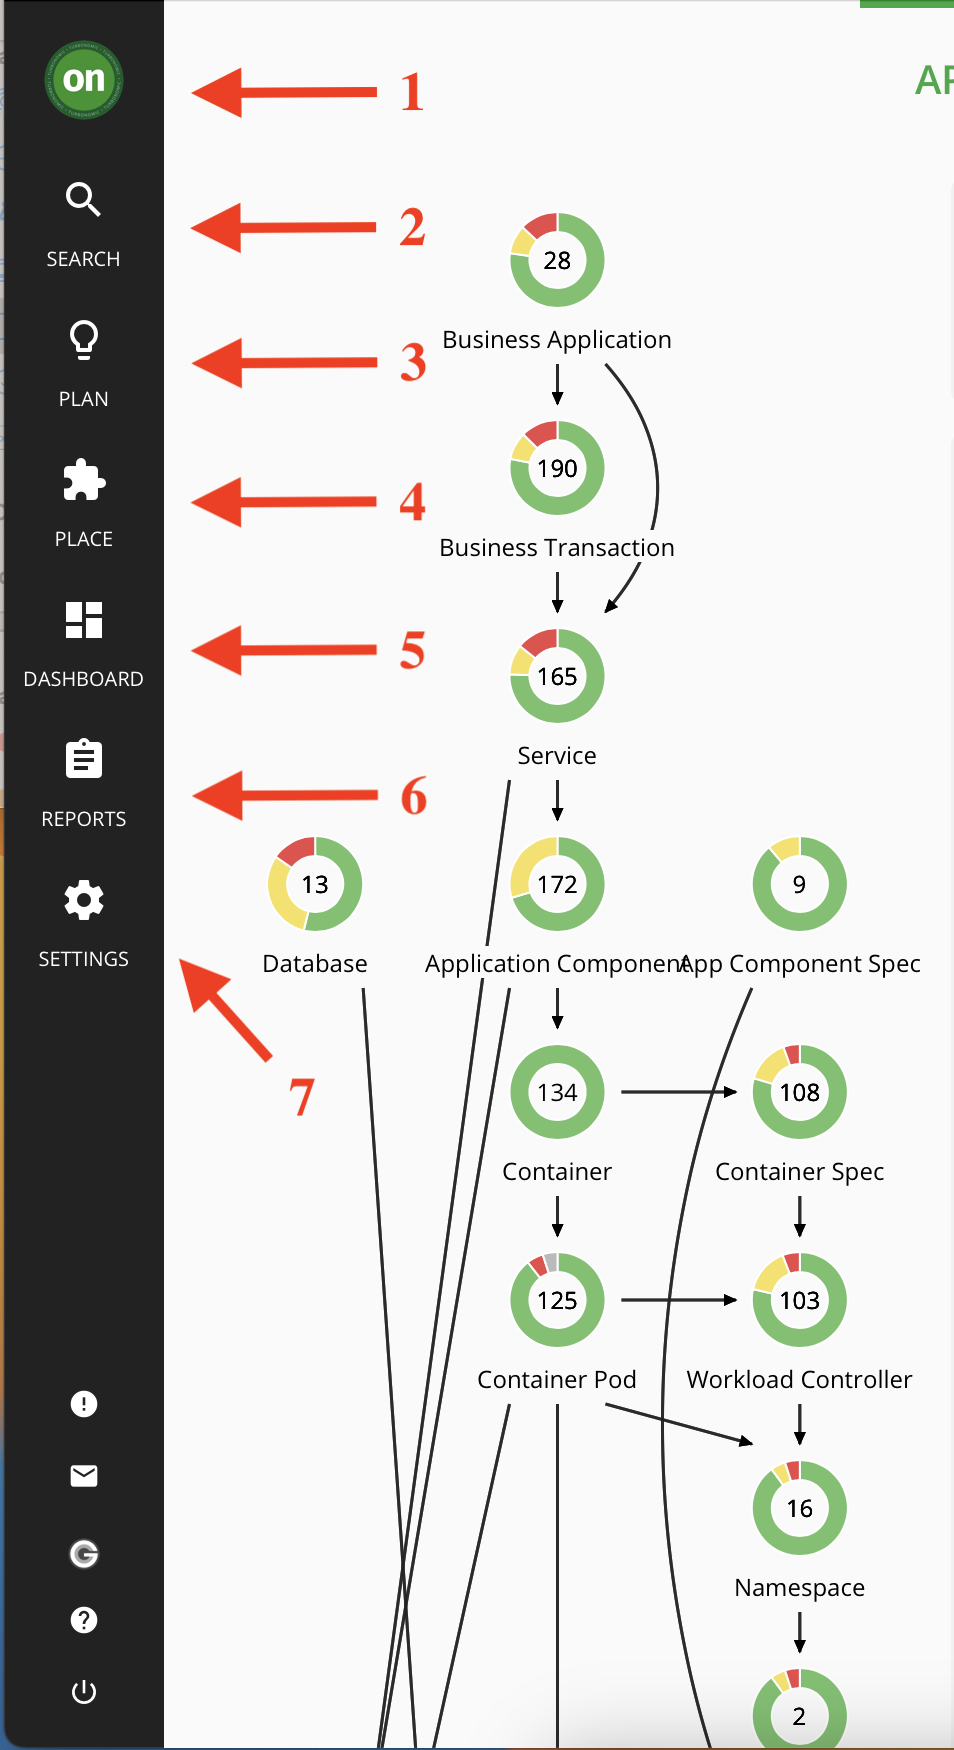 on
1
AP
SEARCH
2
28
Business Application
PLAN
3
190
Business Transaction
PLACE
4
DASHBOARD
5
165
Service
REPORTS
6
13
172
9
Database
Application Component
App Component Spec
SETTINGS
7
134
108
Container
Container Spec
125
103
Container Pod
Workload Controller
16
Namespace
2
G
?